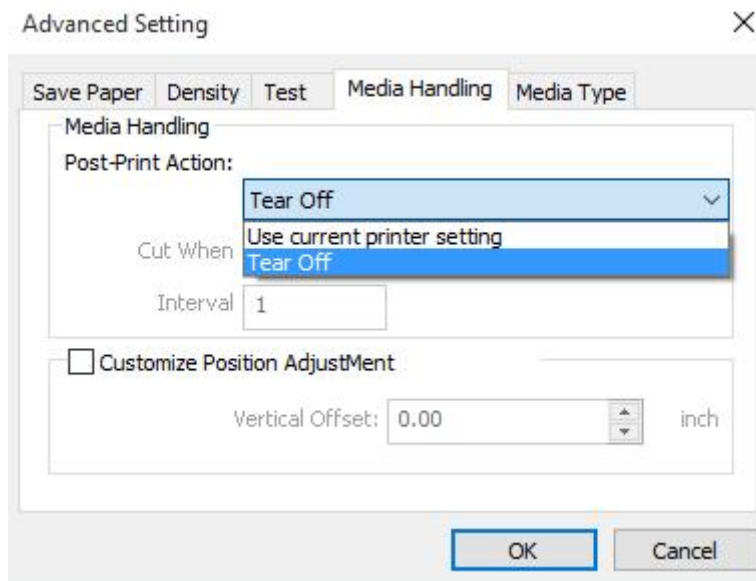 Advanced Setting
Save Paper Density Test Media Handling Media Type
Media Handling
Post-Print Action:
Tear Off
Use current printer setting
Cut When
Tear Off
Interval 1
Customize Position AdjustMent
Vertical Offset: 0.00 inch
OK Cancel